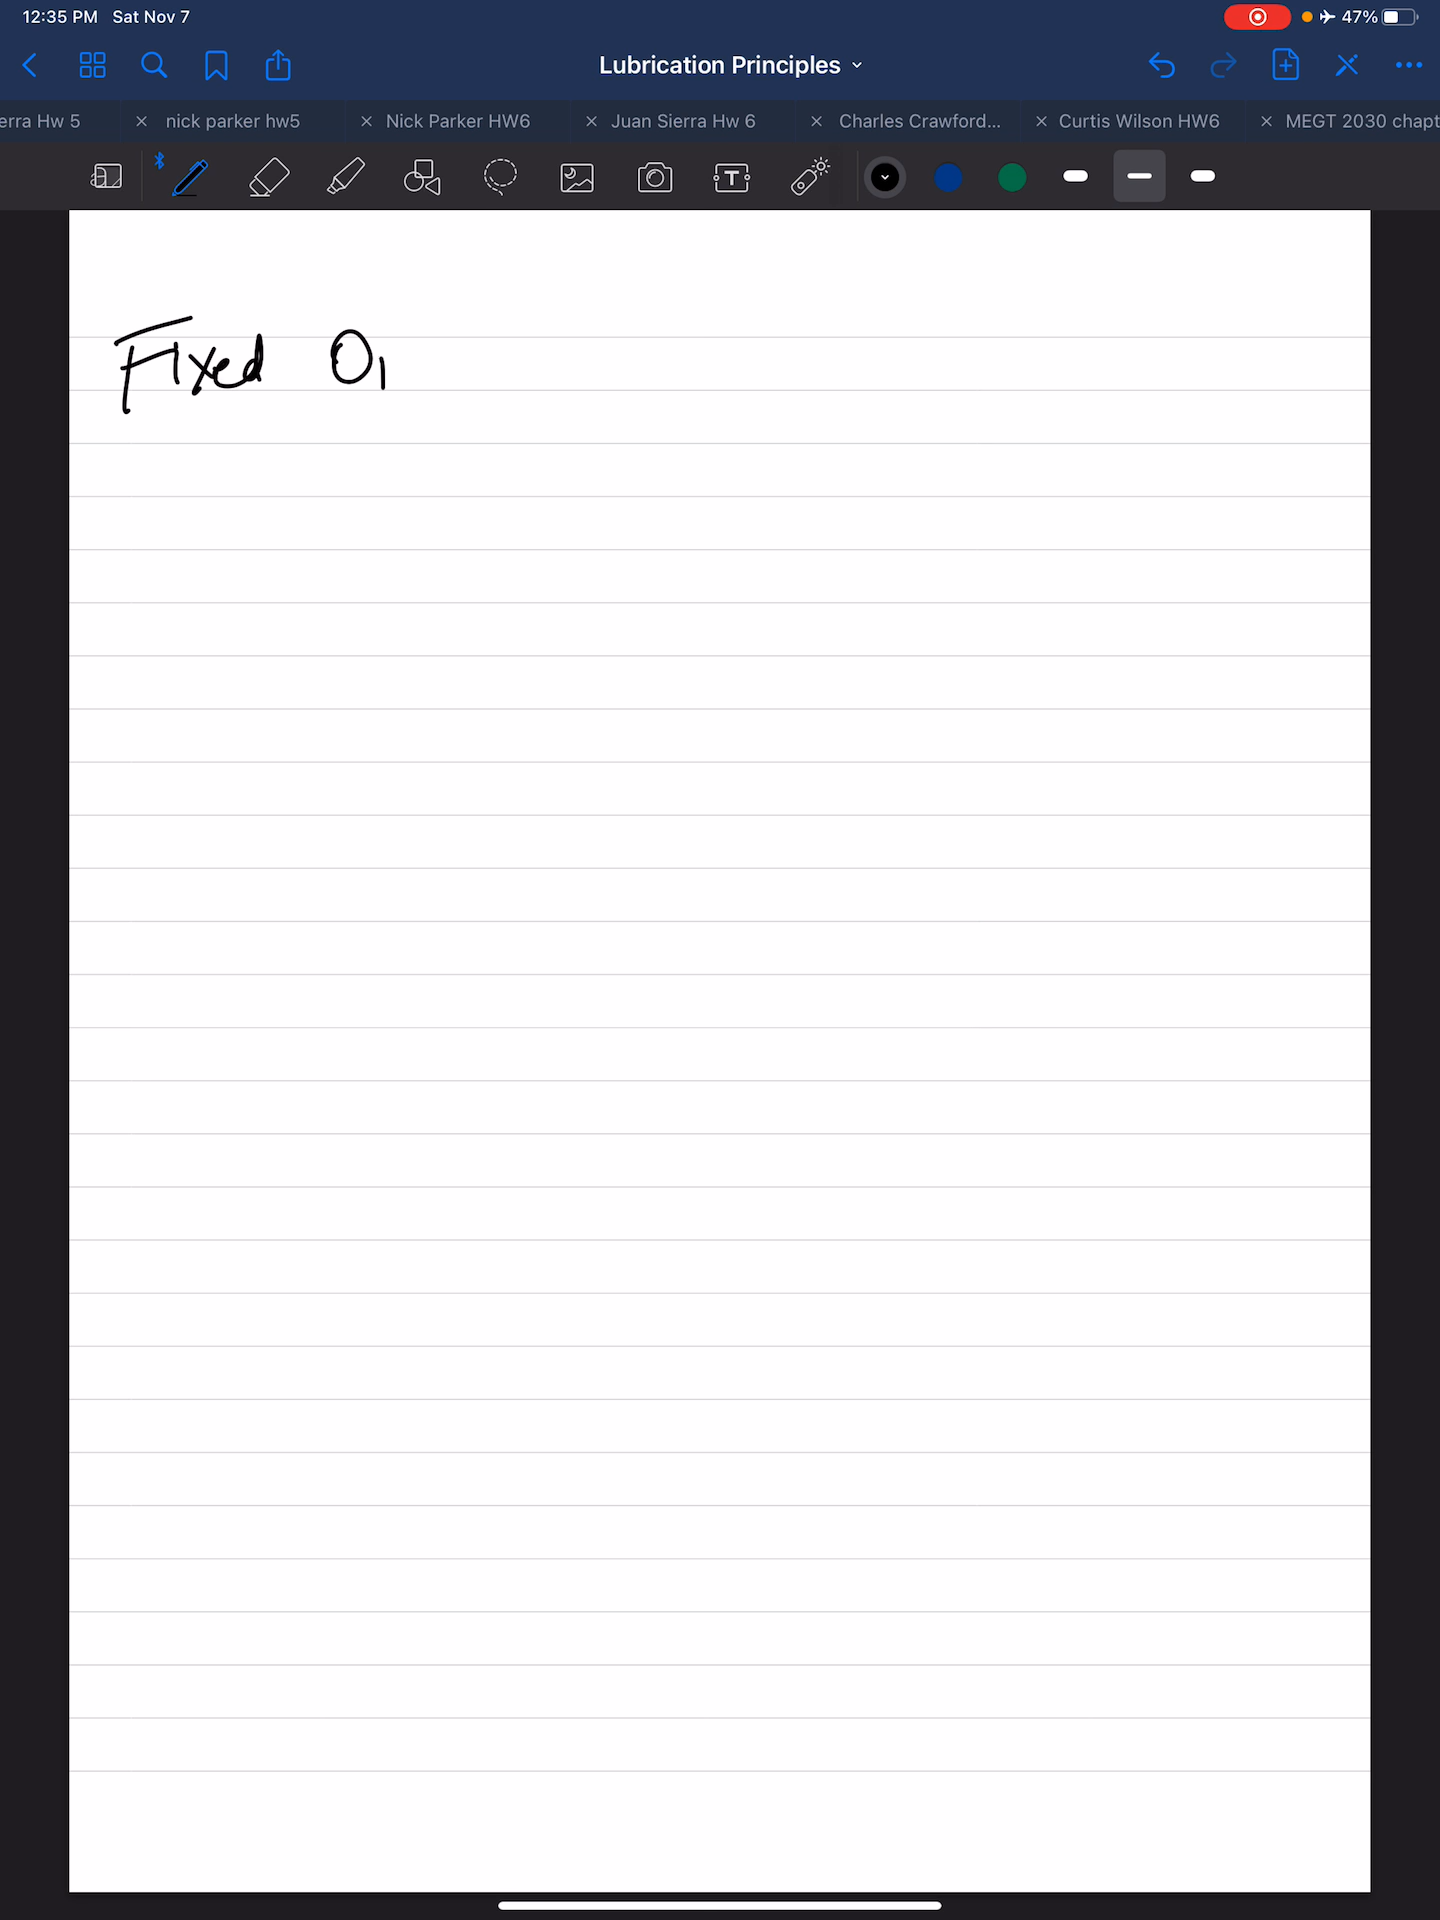 12:35 PM Sat Nov 7 47%
Lubrication Principles
erra Hw 5 nick parker hw5 Nick Parker HW6 Juan Sierra Hw 6 Charles Crawford... Curtis Wilson HW6 MEGT 2030 chapt
T
Fixed Oi